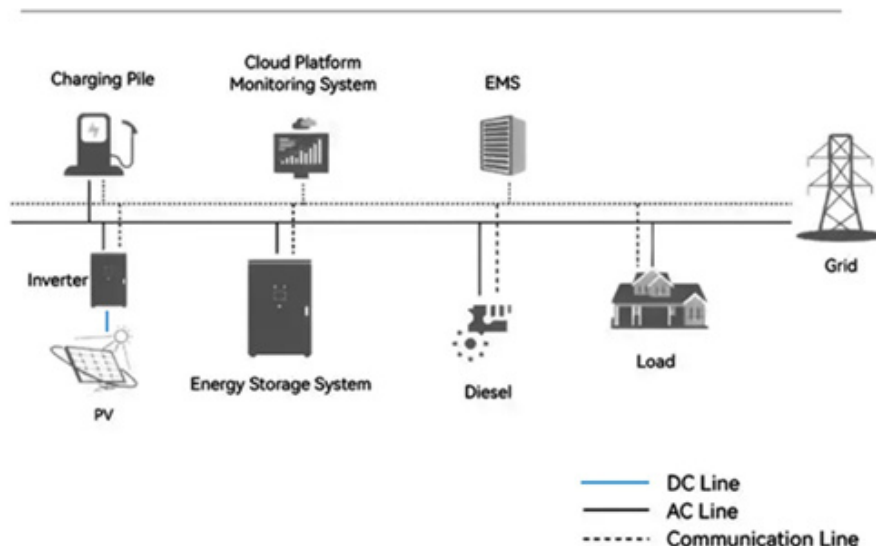 Charging Pile
Cloud Platform
Monitoring System
EMS
Grid
Inverter
Energy Storage System
Load
Diesel
PV
DC Line
AC Line
Communication Line